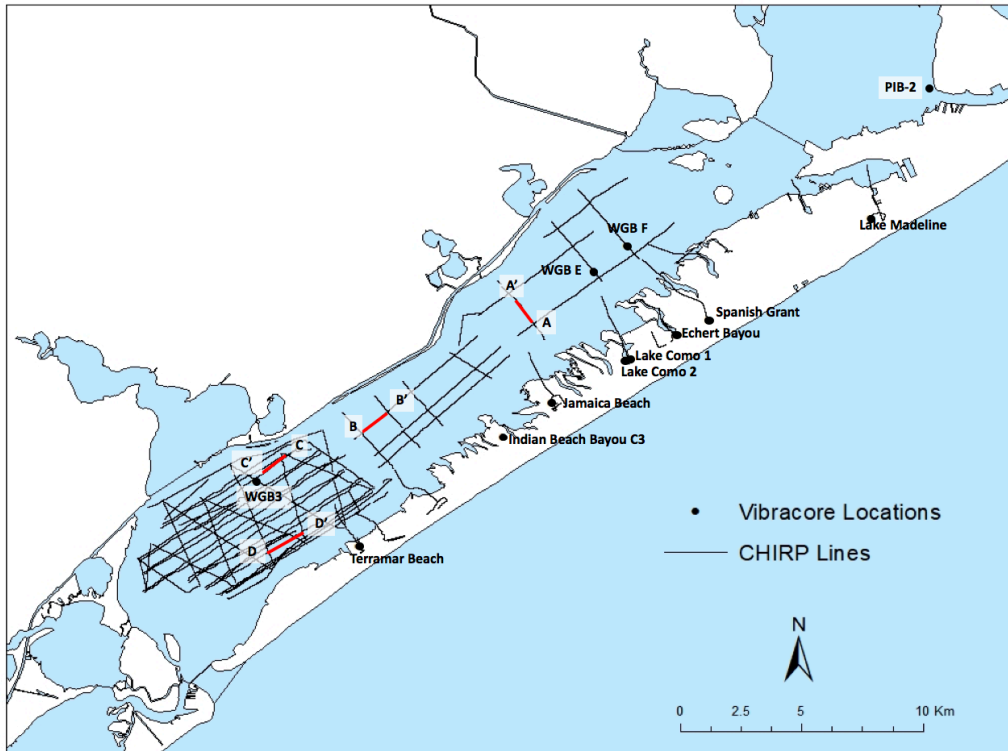 PIB-2
Lake Madeline
WGB F
WGB E
A'
A
Spanish Grant
Echert Bayou
Lake Como 1
Lake Como 2
B'
Jamaica Beach
B
Indian Beach Bayou C3
C
C'
WGB3
D'
D
Terramar Beach
Vibracore Locations
CHIRP Lines
N
0 2.5 5 10 Km